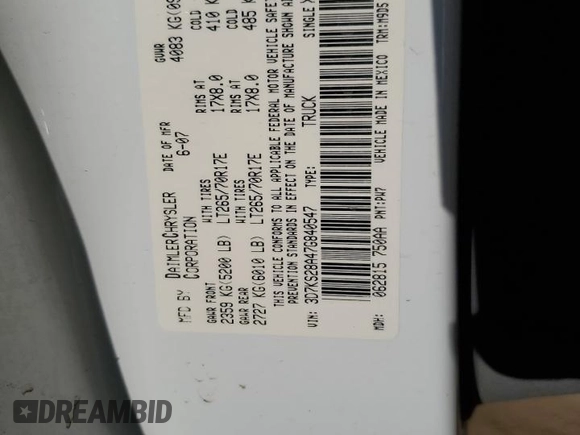 MFD BY DAIMLERCHRYSLER CORPORATION
DATE OF MFR 6-07
GVWR 4083 KG(
GAWR FRONT WITH TIRES RIMS AT COLD
2359 KG(5200 LB) LT265/70R17E 17X8.0 410 K
GAWR REAR WITH TIRES RIMS AT COLD
2727 KG(6010 LB) LT265/70R17E 17X8.0 485 K
THIS VEHICLE CONFORMS TO ALL APPLICABLE FEDERAL MOTOR VEHICLE SAFET
PREVENTION STANDARDS IN EFFECT ON THE DATE OF MANUFACTURE SHOWN A
VIN: 3D7KS28A47G840547 TYPE: TRUCK SINGLE
MDH: 062815 750AA PNT:PW7 VEHICLE MADE IN MEXICO TRM:M9D5
DREAMBID